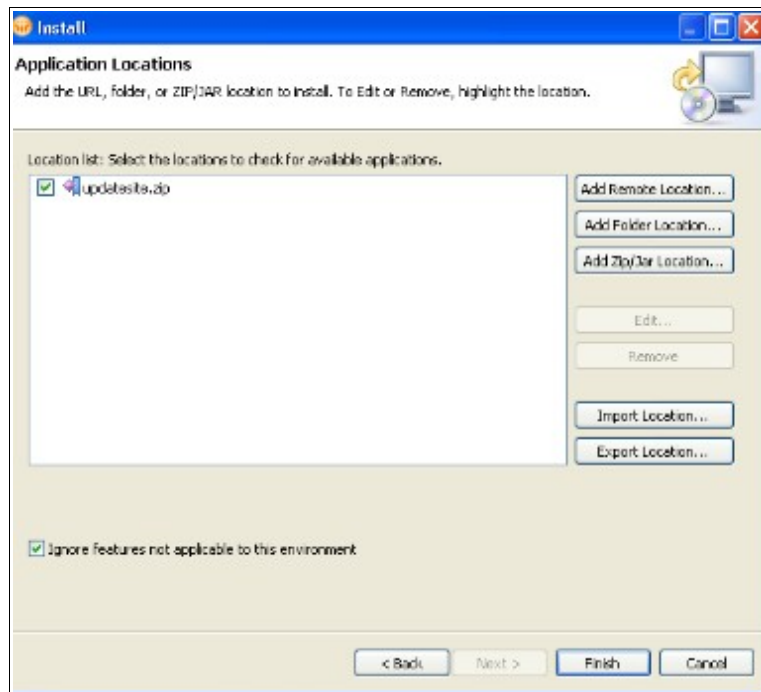 Install
Application Locations
Add the URL, folder, or ZIP/JAR location to install. To Edit or Remove, highlight the location.
Location list: Select the locations to check for available applications.
updatesite.zip
Add Remote Location...
Add Folder Location...
Add Zip/Jar Location...
Edit...
Remove
Import Location...
Export Location...
Ignore features not applicable to this environment
< Back
Next >
Finish
Cancel